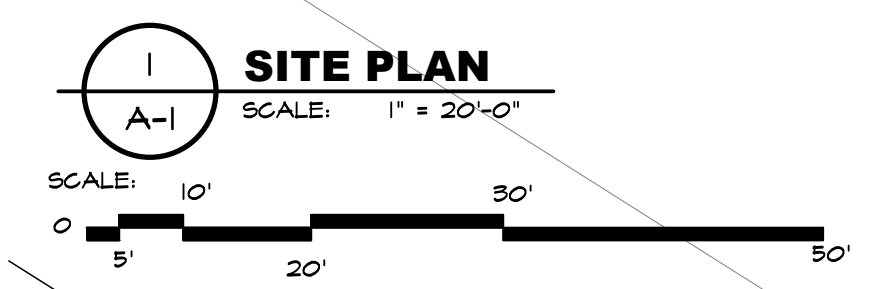 1
SITE PLAN
A-1
SCALE: 1" = 20'-0"
SCALE:
10' 30'
0
5' 20' 50'